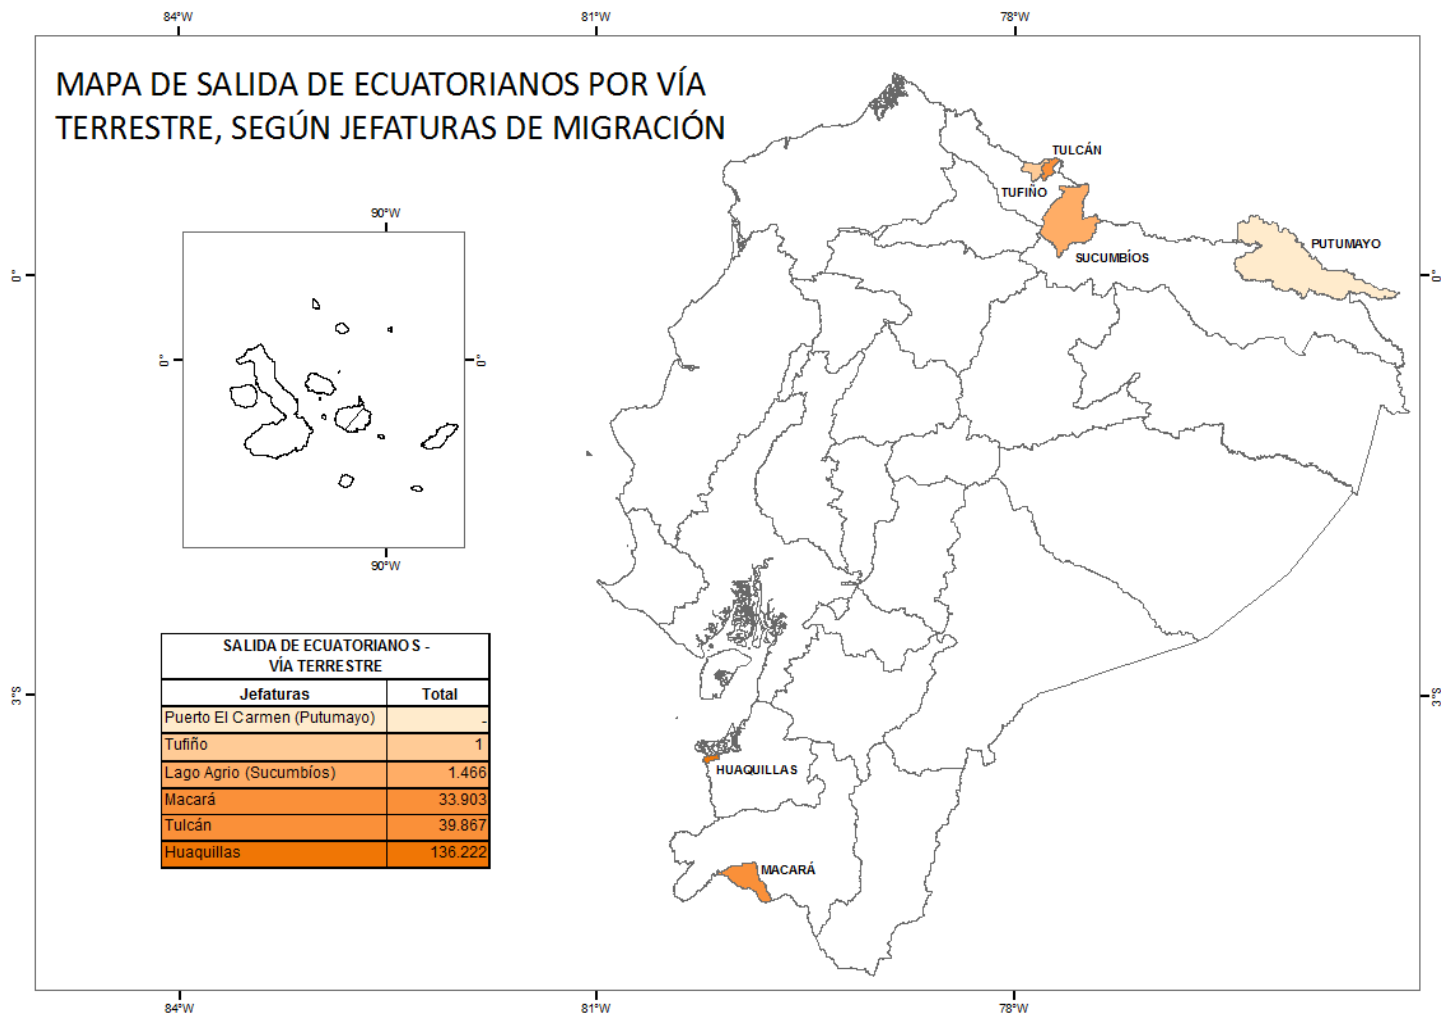 84°W
81°W
78°W
MAPA DE SALIDA DE ECUATORIANOS POR VÍA
TERRESTRE, SEGÚN JEFATURAS DE MIGRACIÓN
TULCÁN
TUFIÑO
90°W
PUTUMAYO
SUCUMBÍOS
0°
0°
0°
0°
90°W
SALIDA DE ECUATORIANOS -
VÍA TERRESTRE
Jefaturas Total
Puerto El Carmen (Putumayo) -
Tufiño 1
Lago Agrio (Sucumbíos) 1.466
Macará 33.903
Tulcán 39.867
Huaquillas 136.222
3°S
3°S
HUAQUILLAS
MACARÁ
84°W
81°W
78°W